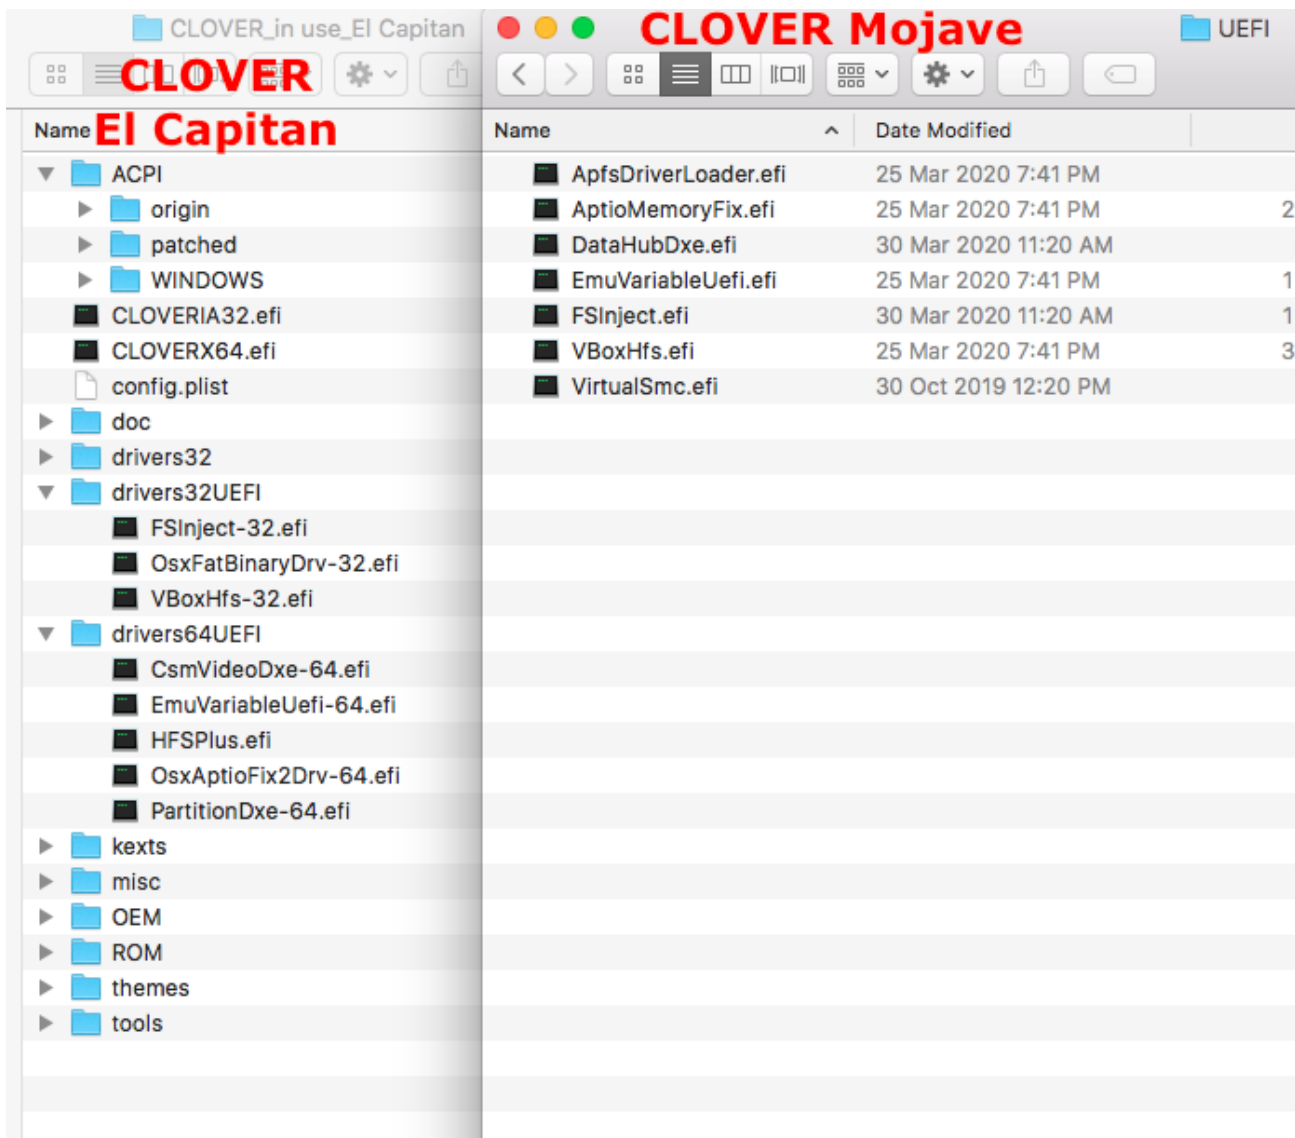 CLOVER_in use_El Capitan
CLOVER
El Capitan
Name
ACPI
origin
patched
WINDOWS
CLOVERIA32.efi
CLOVERX64.efi
config.plist
doc
drivers32
drivers32UEFI
FSInject-32.efi
OsxFatBinaryDrv-32.efi
VBoxHfs-32.efi
drivers64UEFI
CsmVideoDxe-64.efi
EmuVariableUefi-64.efi
HFSPlus.efi
OsxAptioFix2Drv-64.efi
PartitionDxe-64.efi
kexts
misc
OEM
ROM
themes
tools
CLOVER Mojave
UEFI
Name Date Modified
ApfsDriverLoader.efi 25 Mar 2020 7:41 PM
AptioMemoryFix.efi 25 Mar 2020 7:41 PM 2
DataHubDxe.efi 30 Mar 2020 11:20 AM
EmuVariableUefi.efi 25 Mar 2020 7:41 PM 1
FSInject.efi 30 Mar 2020 11:20 AM 1
VBoxHfs.efi 25 Mar 2020 7:41 PM 3
VirtualSmc.efi 30 Oct 2019 12:20 PM